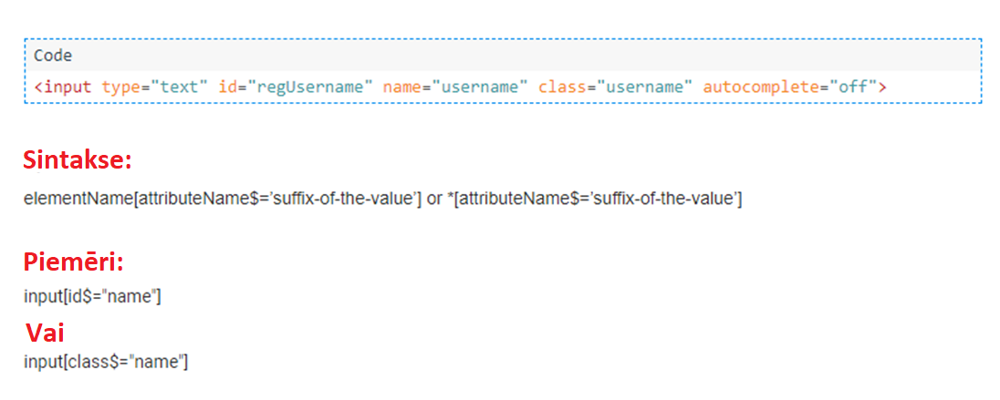 Code
<input type="text" id="regUsername" name="username" class="username" autocomplete="off">
Sintakse:
elementName[attributeName$=’suffix-of-the-value’] or *[attributeName$=’suffix-of-the-value’]
Piemēri:
input[id$="name"]
Vai
input[class$="name"]